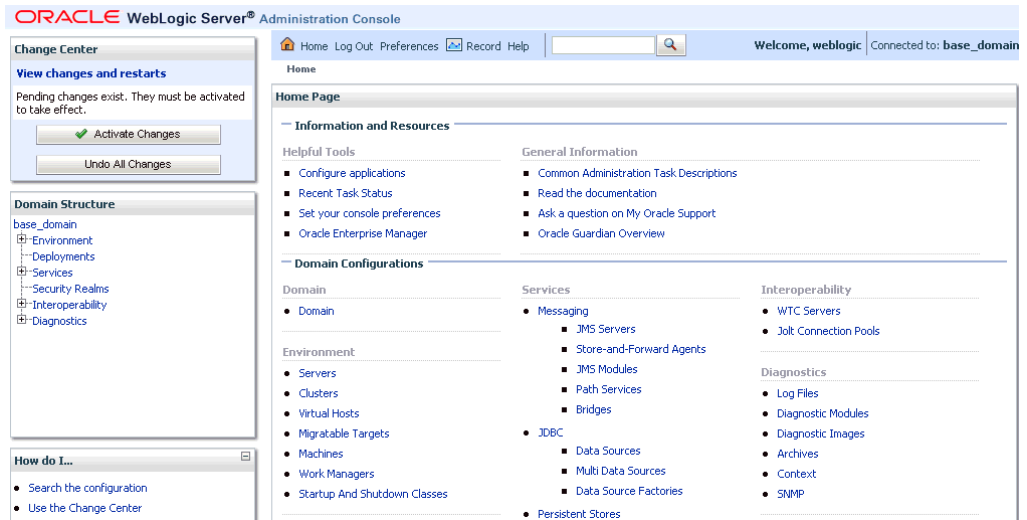 ORACLE WebLogic Server® Administration Console
Change Center
View changes and restarts
Pending changes exist. They must be activated
to take effect.
Activate Changes
Undo All Changes
Domain Structure
base_domain
Environment
Deployments
Services
Security Realms
Interoperability
Diagnostics
How do I...
Search the configuration
Use the Change Center
Home Log Out Preferences Record Help
Welcome, weblogic Connected to: base_domain
Home
Home Page
Information and Resources
Helpful Tools
Configure applications
Recent Task Status
Set your console preferences
Oracle Enterprise Manager
General Information
Common Administration Task Descriptions
Read the documentation
Ask a question on My Oracle Support
Oracle Guardian Overview
Domain Configurations
Domain
Domain
Environment
Servers
Clusters
Virtual Hosts
Migratable Targets
Machines
Work Managers
Startup And Shutdown Classes
Services
Messaging
JMS Servers
Store-and-Forward Agents
JMS Modules
Path Services
Bridges
JDBC
Data Sources
Multi Data Sources
Data Source Factories
Persistent Stores
Interoperability
WTC Servers
Jolt Connection Pools
Diagnostics
Log Files
Diagnostic Modules
Diagnostic Images
Archives
Context
SNMP